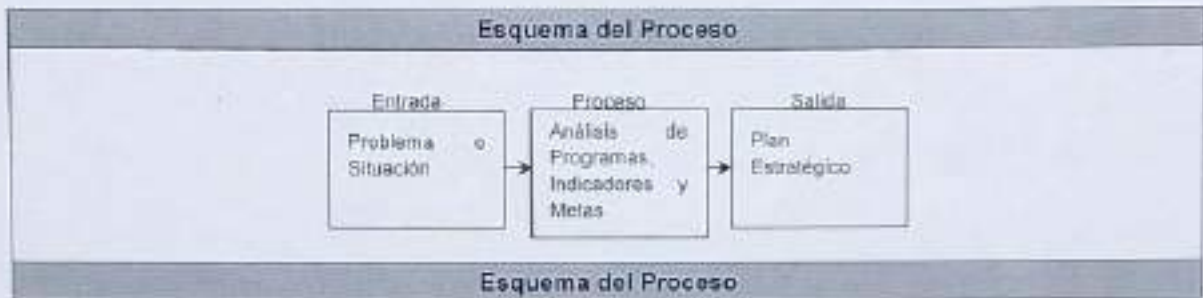 Esquema del Proceso
Entrada
Problema o
Situación
Proceso
Análisis de
Programas,
Indicadores y
Metas
Salida
Plan
Estratégico
Esquema del Proceso